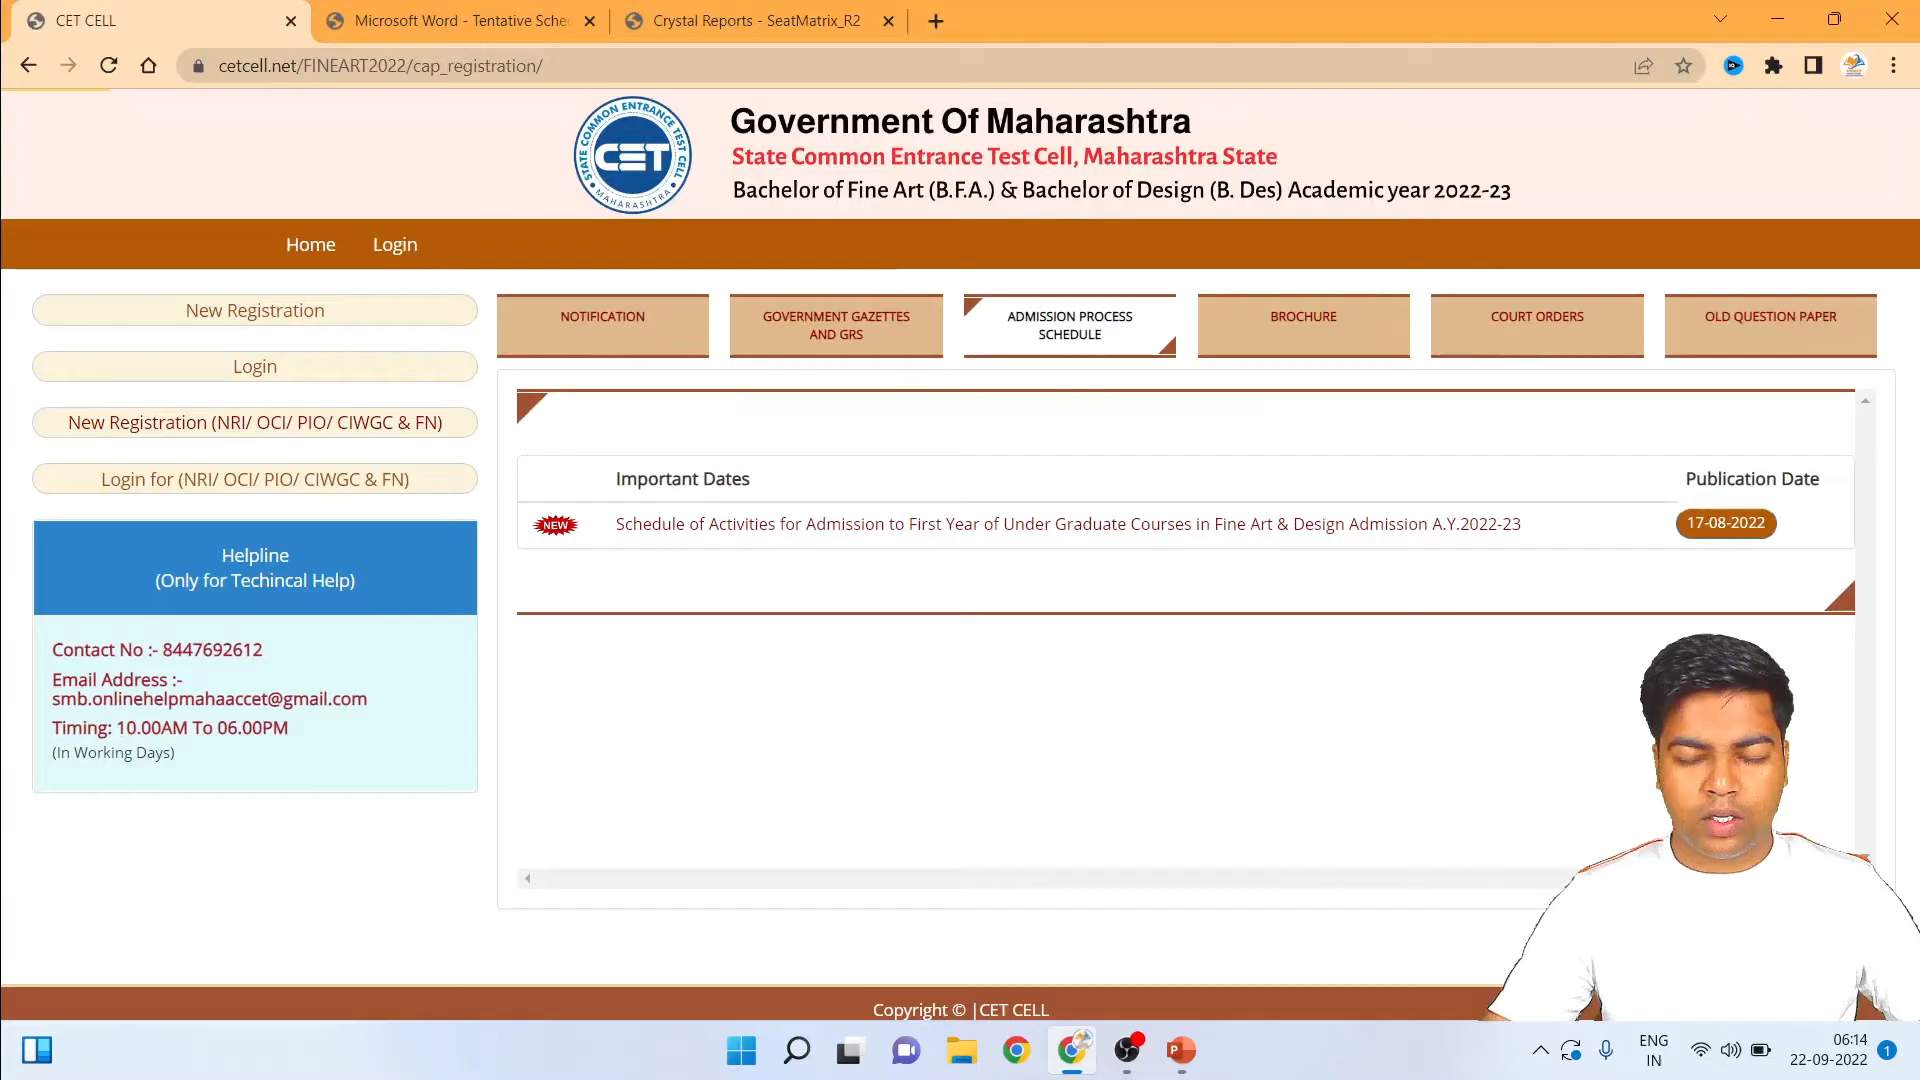 CET CELL
Microsoft Word - Tentative Sche
Crystal Reports - SeatMatrix_R2
cetcell.net/FINEART2022/cap_registration/
STATE COMMON ENTRANCE TEST CELL
CET
MAHARASHTRA
Government Of Maharashtra
State Common Entrance Test Cell, Maharashtra State
Bachelor of Fine Art (B.F.A.) & Bachelor of Design (B. Des) Academic year 2022-23
Home
Login
New Registration
Login
New Registration (NRI/ OCI/ PIO/ CIWGC & FN)
Login for (NRI/ OCI/ PIO/ CIWGC & FN)
Helpline
(Only for Techincal Help)
Contact No :- 8447692612
Email Address :-
smb.onlinehelpmahaaccet@gmail.com
Timing: 10.00AM To 06.00PM
(In Working Days)
NOTIFICATION
GOVERNMENT GAZETTES
AND GRS
ADMISSION PROCESS
SCHEDULE
BROCHURE
COURT ORDERS
OLD QUESTION PAPER
Important Dates
Publication Date
NEW
Schedule of Activities for Admission to First Year of Under Graduate Courses in Fine Art & Design Admission A.Y.2022-23
17-08-2022
Copyright © |CET CELL
ENG
IN
06:14
22-09-2022
1